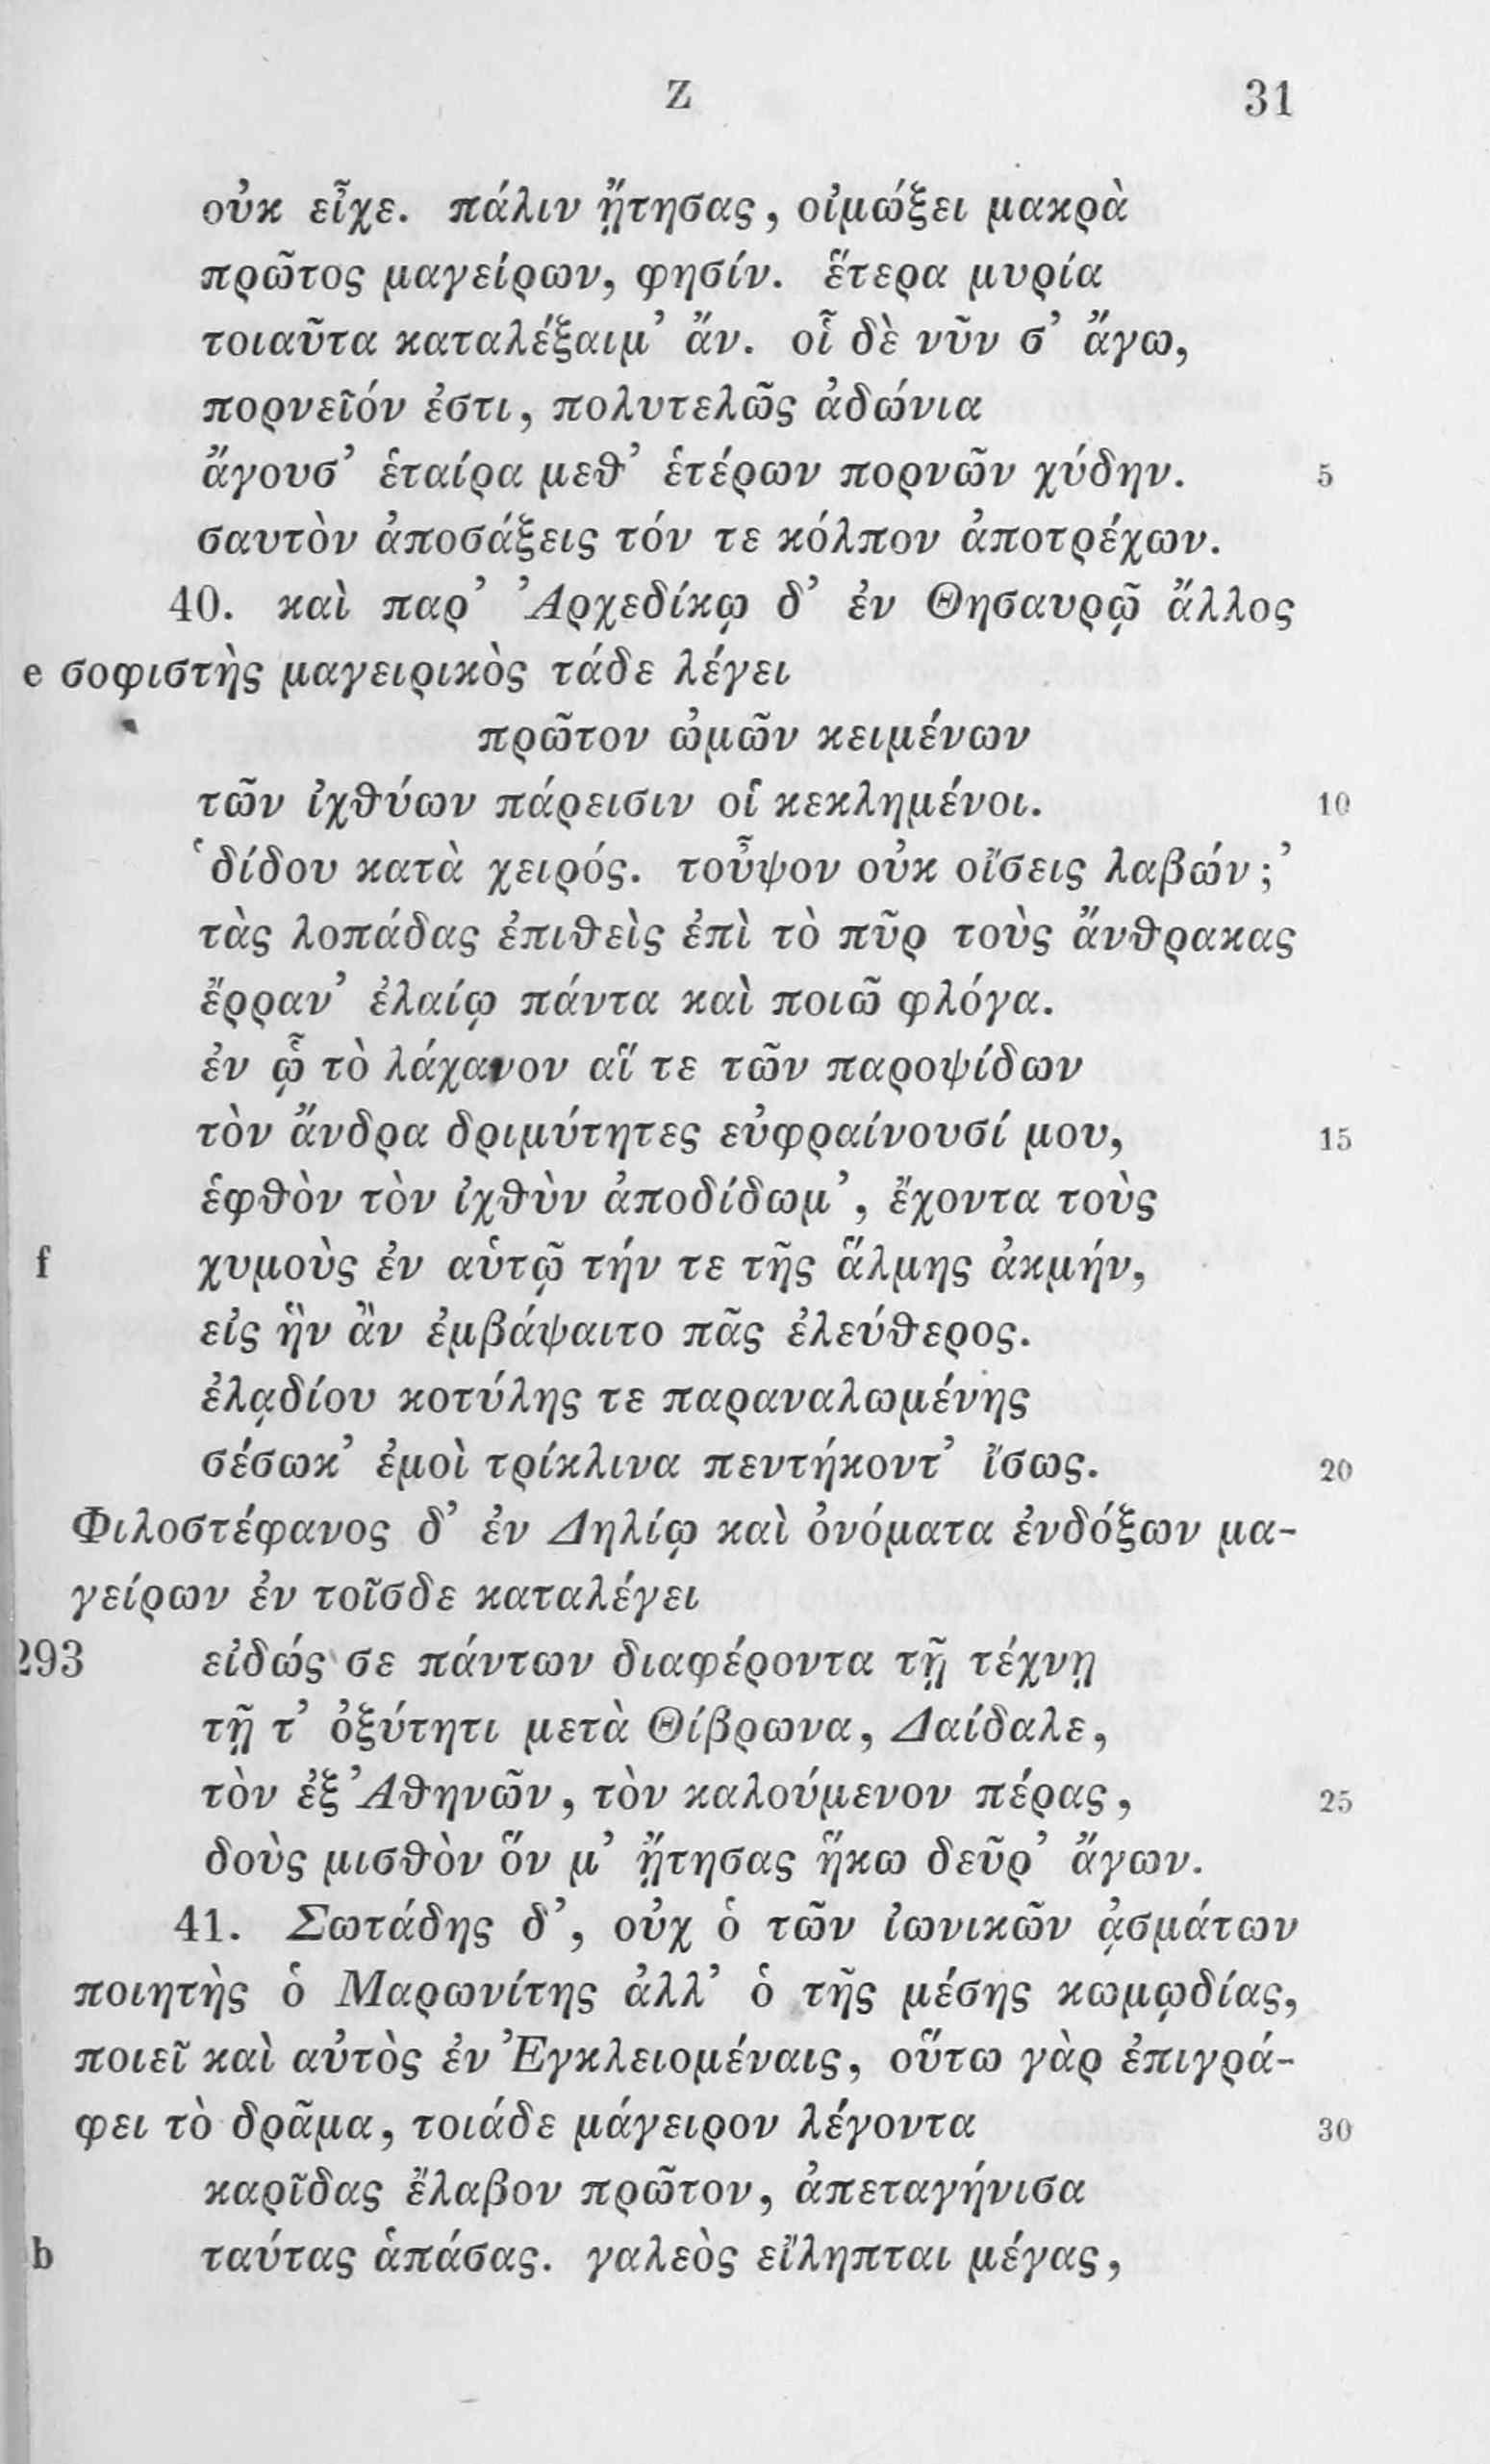 Z 31
οὐκ εἶχε. πάλιν ᾔτησας, οἰμώξει μακρὰ
πρῶτος μαγείρων, φησίν. ἕτερα μυρία
τοιαῦτα καταλέξαιμ’ ἄν. οἷ δὲ νῦν σ’ ἄγω,
πορνεῖόν ἐστι, πολυτελῶς ἀδώνια
ἄγουσ’ ἑταίρα μεθ’ ἑτέρων πορνῶν χύδην. 5
σαυτὸν ἀποσάξεις τόν τε κόλπον ἀποτρέχων.
40. καὶ παρ’ Ἀρχεδίκῳ δ’ ἐν Θησαυρῷ ἄλλος
e σοφιστὴς μαγειρικὸς τάδε λέγει
πρῶτον ὠμῶν κειμένων
τῶν ἰχθύων πάρεισιν οἱ κεκλημένοι. 10
‘δίδου κατὰ χειρός. τοὖψον οὐκ οἴσεις λαβών;’
τὰς λοπάδας ἐπιθεὶς ἐπὶ τὸ πῦρ τοὺς ἄνθρακας
ἔρραν’ ἐλαίῳ πάντα καὶ ποιῶ φλόγα.
ἐν ᾧ τὸ λάχανον αἵ τε τῶν παροψίδων
τὸν ἄνδρα δριμύτητες εὐφραίνουσί μου, 15
ἑφθὸν τὸν ἰχθὺν ἀποδίδωμ’, ἔχοντα τοὺς
f χυμοὺς ἐν αὑτῷ τήν τε τῆς ἅλμης ἀκμήν,
εἰς ἣν ἂν ἐμβάψαιτο πᾶς ἐλεύθερος.
ἐλᾳδίου κοτύλης τε παραναλωμένης
σέσωκ’ ἐμοὶ τρίκλινα πεντήκοντ’ ἴσως. 20
Φιλοστέφανος δ’ ἐν Δηλίῳ καὶ ὀνόματα ἐνδόξων μα-
γείρων ἐν τοῖσδε καταλέγει
293 εἰδώς σε πάντων διαφέροντα τῇ τέχνῃ
τῇ τ’ ὀξύτητι μετὰ Θίβρωνα, Δαίδαλε,
τὸν ἐξ Ἀθηνῶν, τὸν καλούμενον πέρας, 25
δοὺς μισθὸν ὅν μ’ ᾔτησας ἥκω δεῦρ’ ἄγων.
41. Σωτάδης δ’, οὐχ ὁ τῶν ἰωνικῶν ᾀσμάτων
ποιητὴς ὁ Μαρωνίτης ἀλλ’ ὁ τῆς μέσης κωμῳδίας,
ποιεῖ καὶ αὐτὸς ἐν Ἐγκλειομέναις, οὕτω γὰρ ἐπιγρά-
φει τὸ δρᾶμα, τοιάδε μάγειρον λέγοντα 30
καρῖδας ἔλαβον πρῶτον, ἀπεταγήνισα
b ταύτας ἁπάσας. γαλεὸς εἴληπται μέγας,